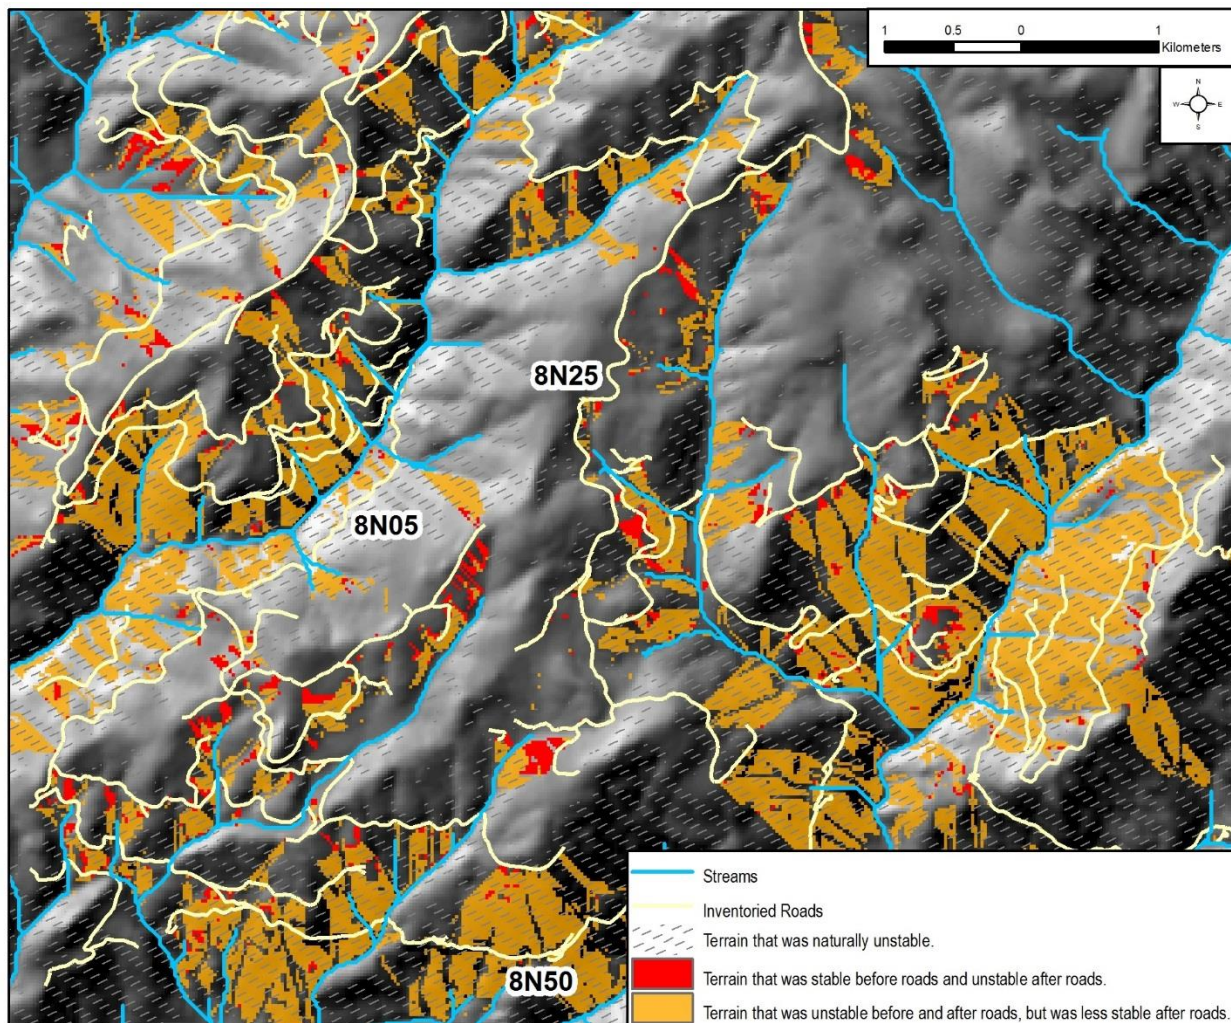 1 0.5 0 1
Kilometers
N
W E
S
8N25
8N05
8N50
Streams
Inventoried Roads
Terrain that was naturally unstable.
Terrain that was stable before roads and unstable after roads.
Terrain that was unstable before and after roads, but was less stable after roads.